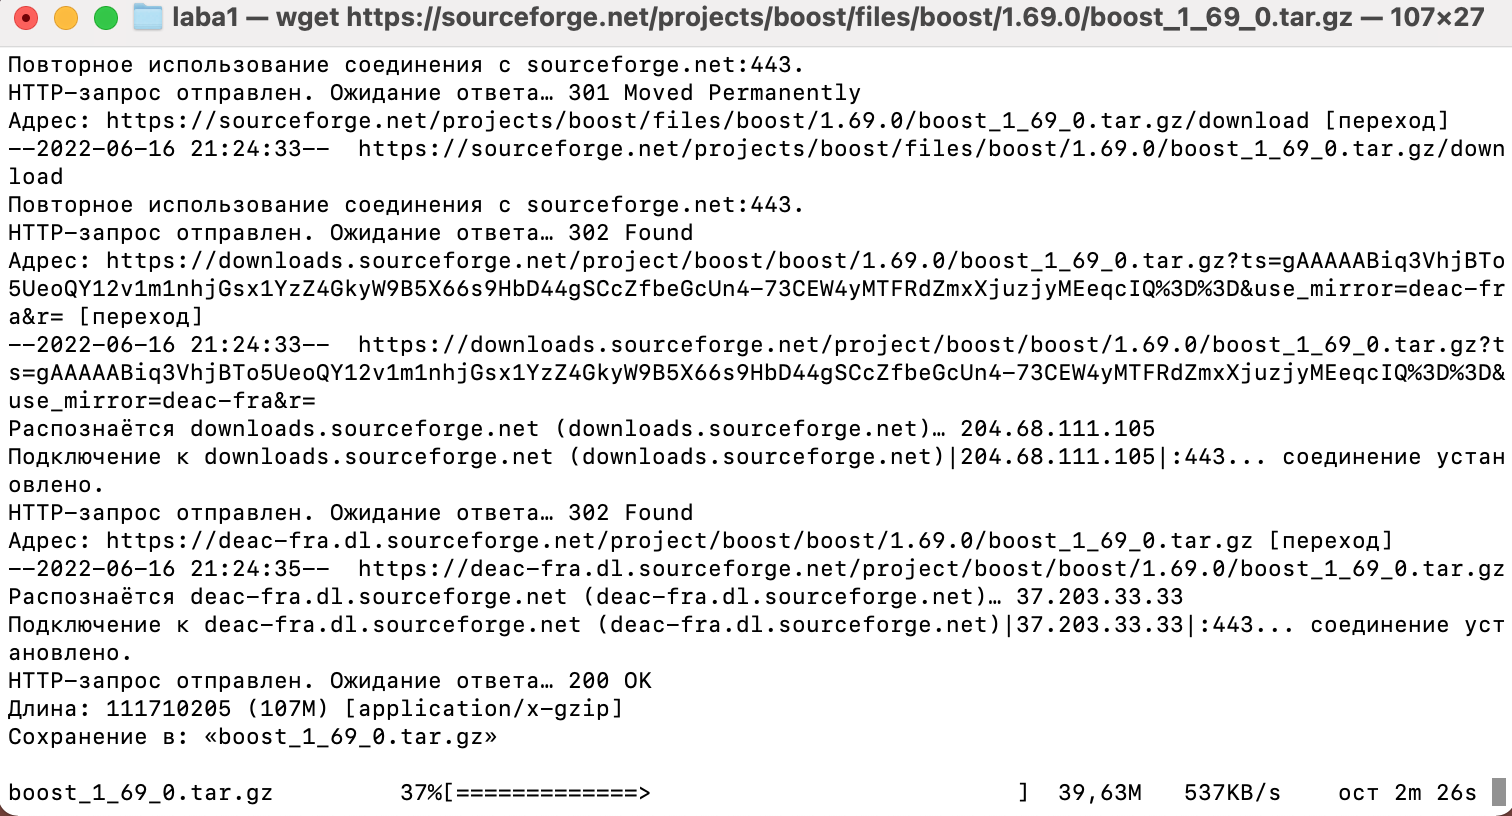 laba1 — wget https://sourceforge.net/projects/boost/files/boost/1.69.0/boost_1_69_0.tar.gz — 107×27
Повторное использование соединения с sourceforge.net:443.
HTTP-запрос отправлен. Ожидание ответа… 301 Moved Permanently
Адрес: https://sourceforge.net/projects/boost/files/boost/1.69.0/boost_1_69_0.tar.gz/download [переход]
--2022-06-16 21:24:33--  https://sourceforge.net/projects/boost/files/boost/1.69.0/boost_1_69_0.tar.gz/down
load
Повторное использование соединения с sourceforge.net:443.
HTTP-запрос отправлен. Ожидание ответа… 302 Found
Адрес: https://downloads.sourceforge.net/project/boost/boost/1.69.0/boost_1_69_0.tar.gz?ts=gAAAAABiq3VhjBTo
5UeoQY12v1m1nhjGsx1YzZ4GkyW9B5X66s9HbD44gSCcZfbeGcUn4-73CEW4yMTFRdZmxXjuzjyMEeqcIQ%3D%3D&use_mirror=deac-fr
a&r= [переход]
--2022-06-16 21:24:33--  https://downloads.sourceforge.net/project/boost/boost/1.69.0/boost_1_69_0.tar.gz?t
s=gAAAAABiq3VhjBTo5UeoQY12v1m1nhjGsx1YzZ4GkyW9B5X66s9HbD44gSCcZfbeGcUn4-73CEW4yMTFRdZmxXjuzjyMEeqcIQ%3D%3D&
use_mirror=deac-fra&r=
Распознаётся downloads.sourceforge.net (downloads.sourceforge.net)… 204.68.111.105
Подключение к downloads.sourceforge.net (downloads.sourceforge.net)|204.68.111.105|:443... соединение устан
овлено.
HTTP-запрос отправлен. Ожидание ответа… 302 Found
Адрес: https://deac-fra.dl.sourceforge.net/project/boost/boost/1.69.0/boost_1_69_0.tar.gz [переход]
--2022-06-16 21:24:35--  https://deac-fra.dl.sourceforge.net/project/boost/boost/1.69.0/boost_1_69_0.tar.gz
Распознаётся deac-fra.dl.sourceforge.net (deac-fra.dl.sourceforge.net)… 37.203.33.33
Подключение к deac-fra.dl.sourceforge.net (deac-fra.dl.sourceforge.net)|37.203.33.33|:443... соединение уст
ановлено.
HTTP-запрос отправлен. Ожидание ответа… 200 OK
Длина: 111710205 (107M) [application/x-gzip]
Сохранение в: «boost_1_69_0.tar.gz»
boost_1_69_0.tar.gz         37%[=============>                          ]  39,63M   537KB/s    ост 2m 26s